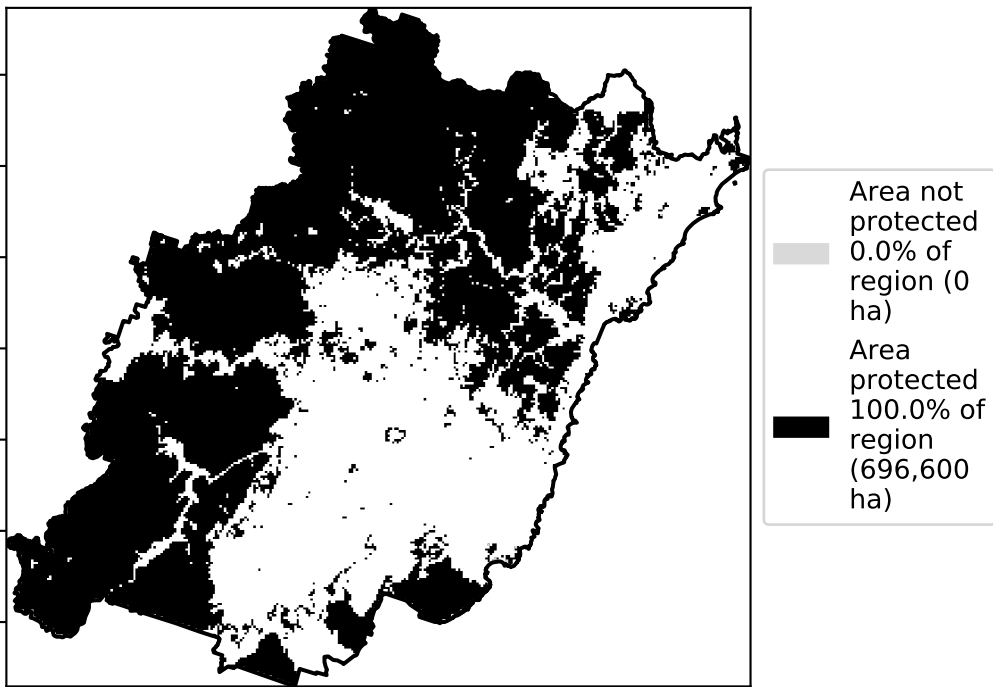 Area not
protected
0.0% of
region (0
ha)
Area
protected
100.0% of
region
(696,600
ha)